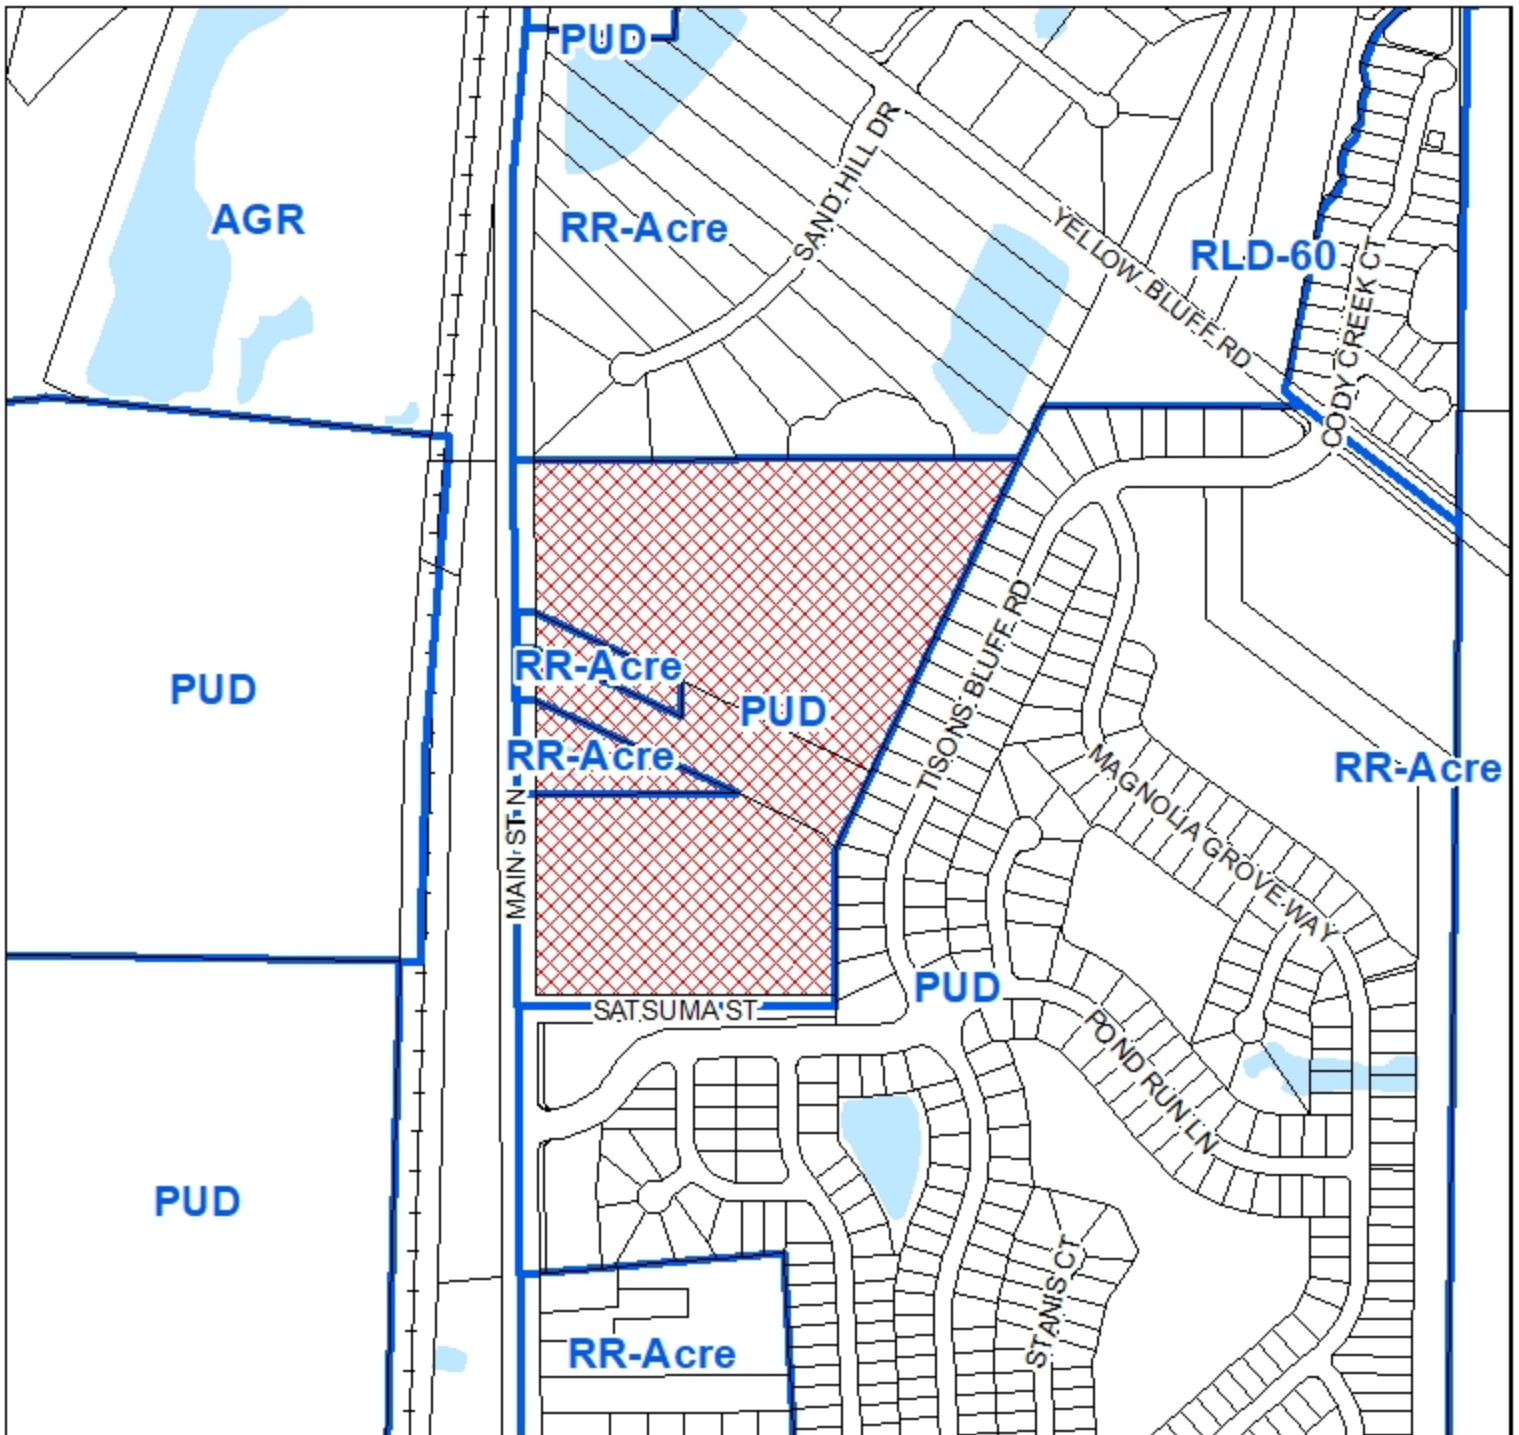 PUD
SAND HILL DR
AGR
RR-Acre
YELLOW BLUFF RD
RLD-60
CODY CREEK CT
RR-Acre
PUD
PUD
TISONS BLUFF RD
RR-Acre
RR-Acre
MAGNOLIA GROVE WAY
MAIN ST N
PUD
SATSUMA ST
POND RUN LN
PUD
STANIS CT
RR-Acre